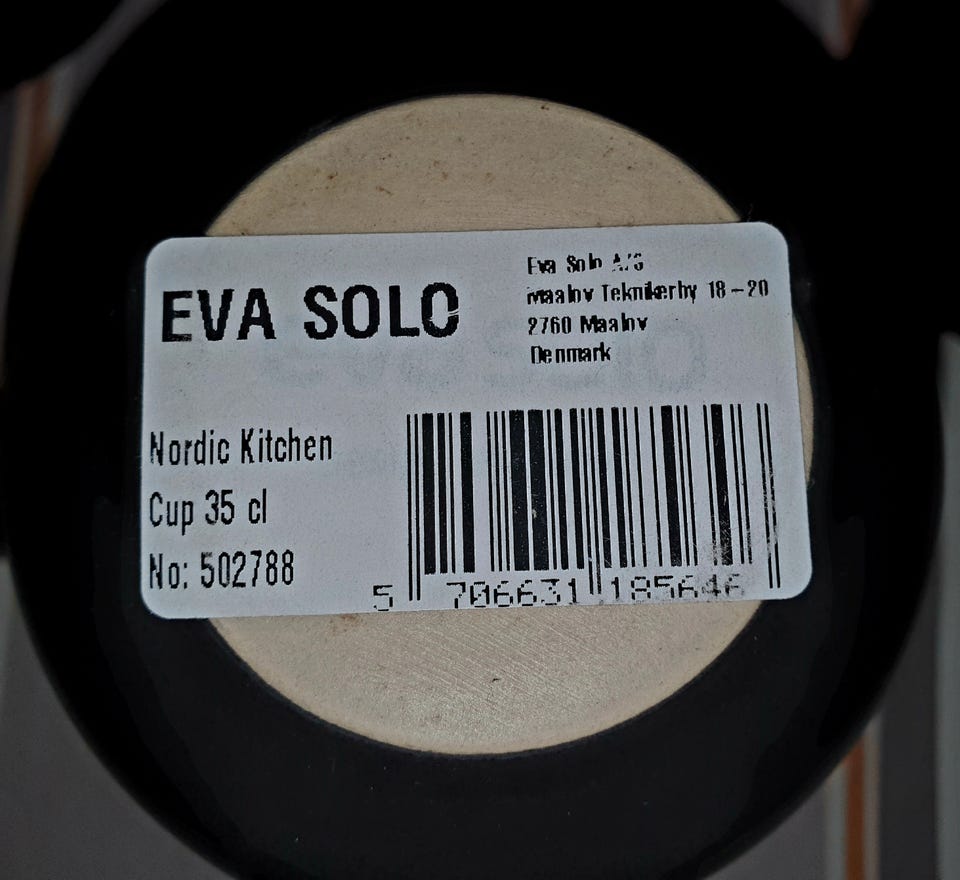 EVA SOLO
Eva Solo A/S
Maalov Teknikerby 18-20
2760 Maalov
Denmark
Nordic Kitchen
Cup 35 cl
No: 502788
5 706631 185646